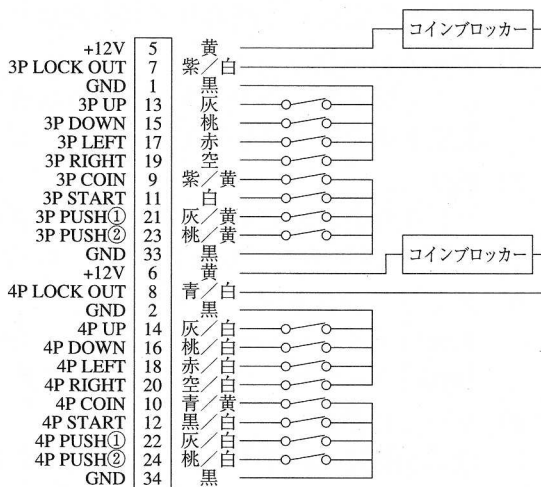 コインブロッカー
+12V 5 黄
3P LOCK OUT 7 紫／白
GND 1 黒
3P UP 13 灰
3P DOWN 15 桃
3P LEFT 17 赤
3P RIGHT 19 空
3P COIN 9 紫／黄
3P START 11 白
3P PUSH① 21 灰／黄
3P PUSH② 23 桃／黄
GND 33 黒
コインブロッカー
+12V 6 黄
4P LOCK OUT 8 青／白
GND 2 黒
4P UP 14 灰／白
4P DOWN 16 桃／白
4P LEFT 18 赤／白
4P RIGHT 20 空／白
4P COIN 10 青／黄
4P START 12 黒／白
4P PUSH① 22 灰／白
4P PUSH② 24 桃／白
GND 34 黒